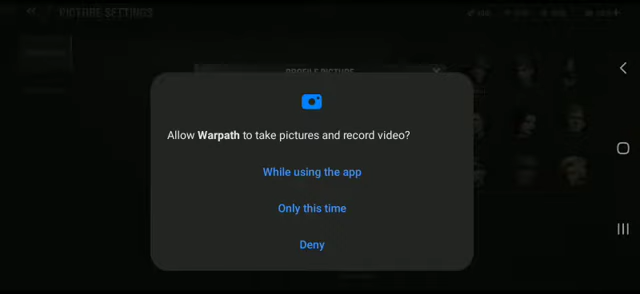 PICTURE SETTINGS
PROFILE PICTURE
Allow Warpath to take pictures and record video?
While using the app
Only this time
Deny